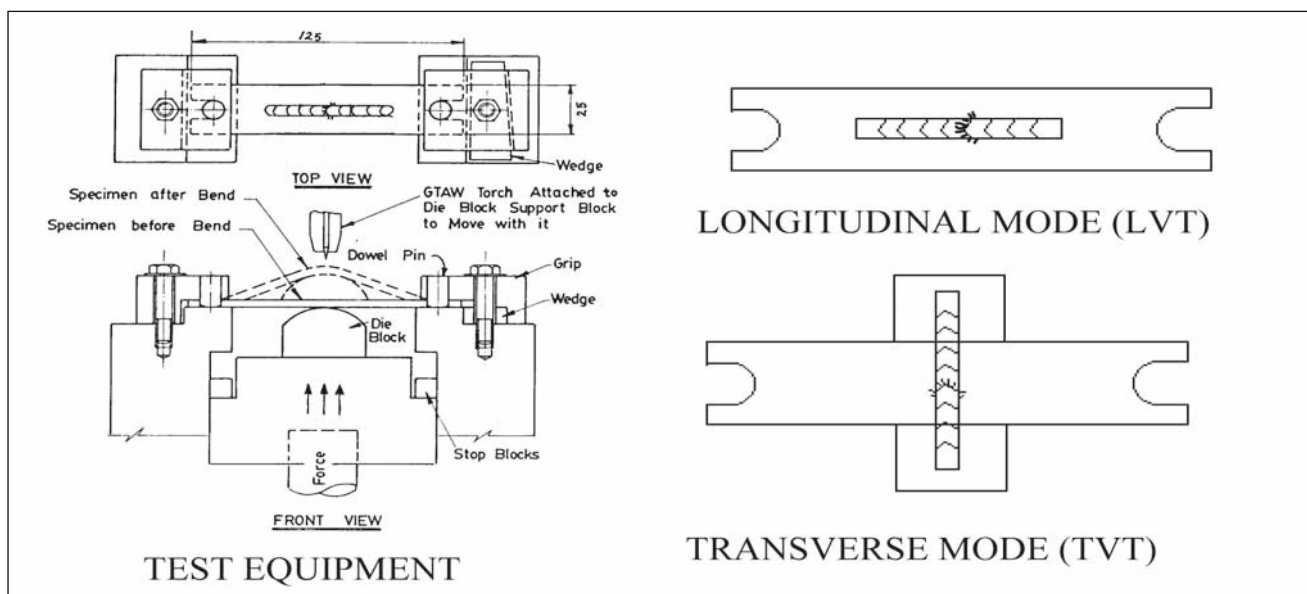 125
25
Wedge
TOP VIEW
Specimen after Bend
GTAW Torch Attached to
Die Block Support Block
to Move with it
Specimen before Bend
Dowel Pin
Grip
Wedge
Die
Block
Stop Blocks
Force
FRONT VIEW
TEST EQUIPMENT
LONGITUDINAL MODE (LVT)
TRANSVERSE MODE (TVT)